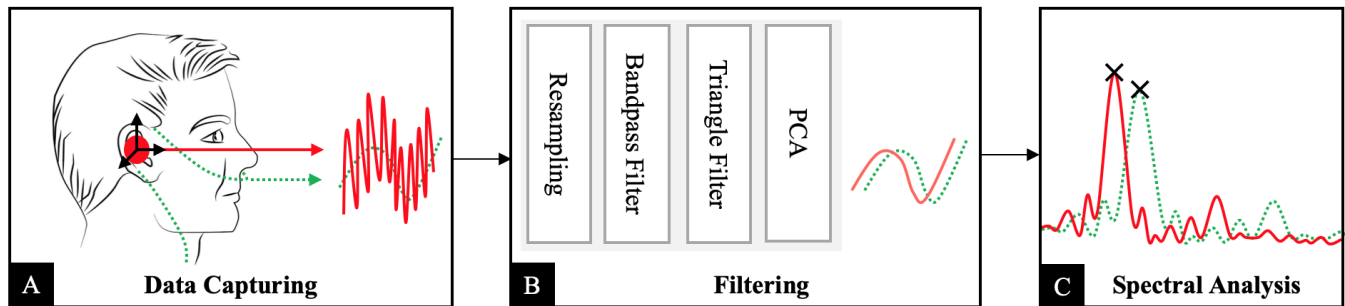 A
Data Capturing
Resampling
Bandpass Filter
Triangle Filter
PCA
B
Filtering
C
Spectral Analysis